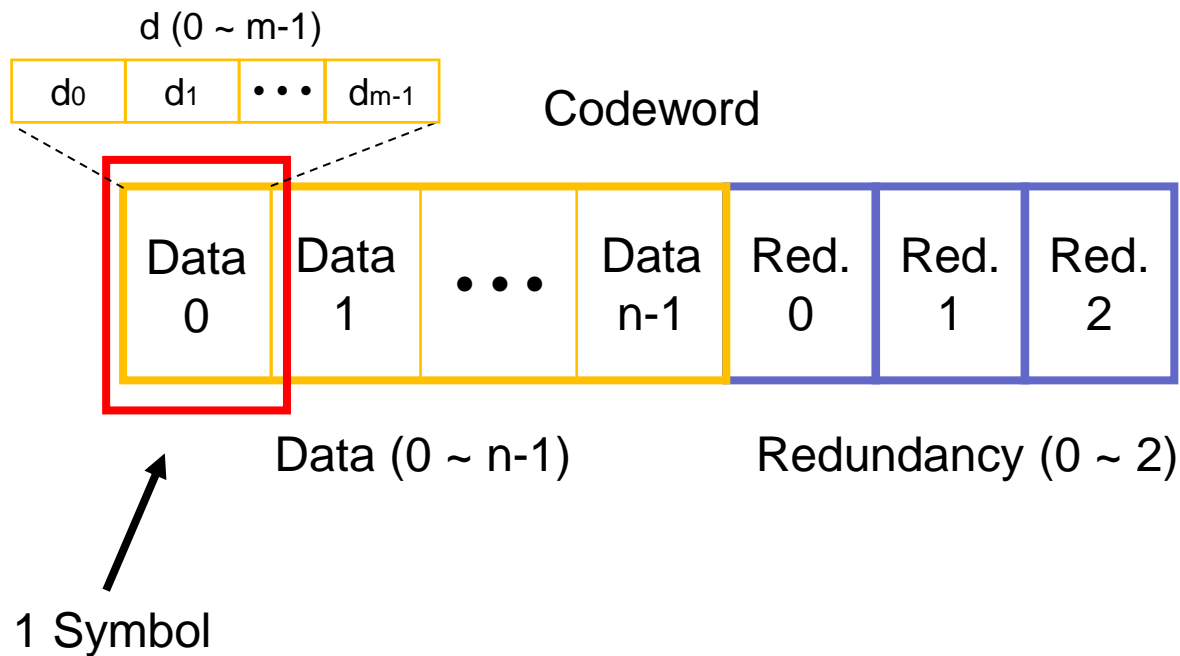 d (0 ~ m-1)
d0 d1 • • • dm-1
Codeword
Data Data • • • Data Red. Red. Red.
0 1 n-1 0 1 2
Data (0 ~ n-1) Redundancy (0 ~ 2)
1 Symbol